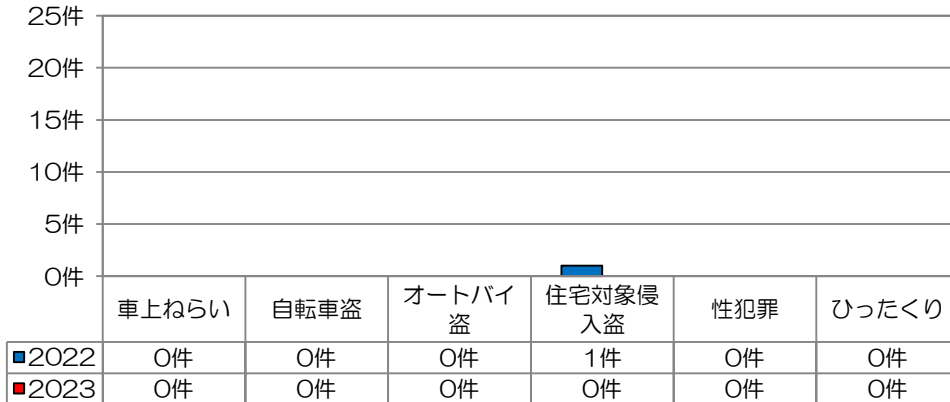 25件
20件
15件
10件
5件
0件
車上ねらい 自転車盗 オートバイ盗 住宅対象侵入盗 性犯罪 ひったくり
2022 0件 0件 0件 1件 0件 0件
2023 0件 0件 0件 0件 0件 0件